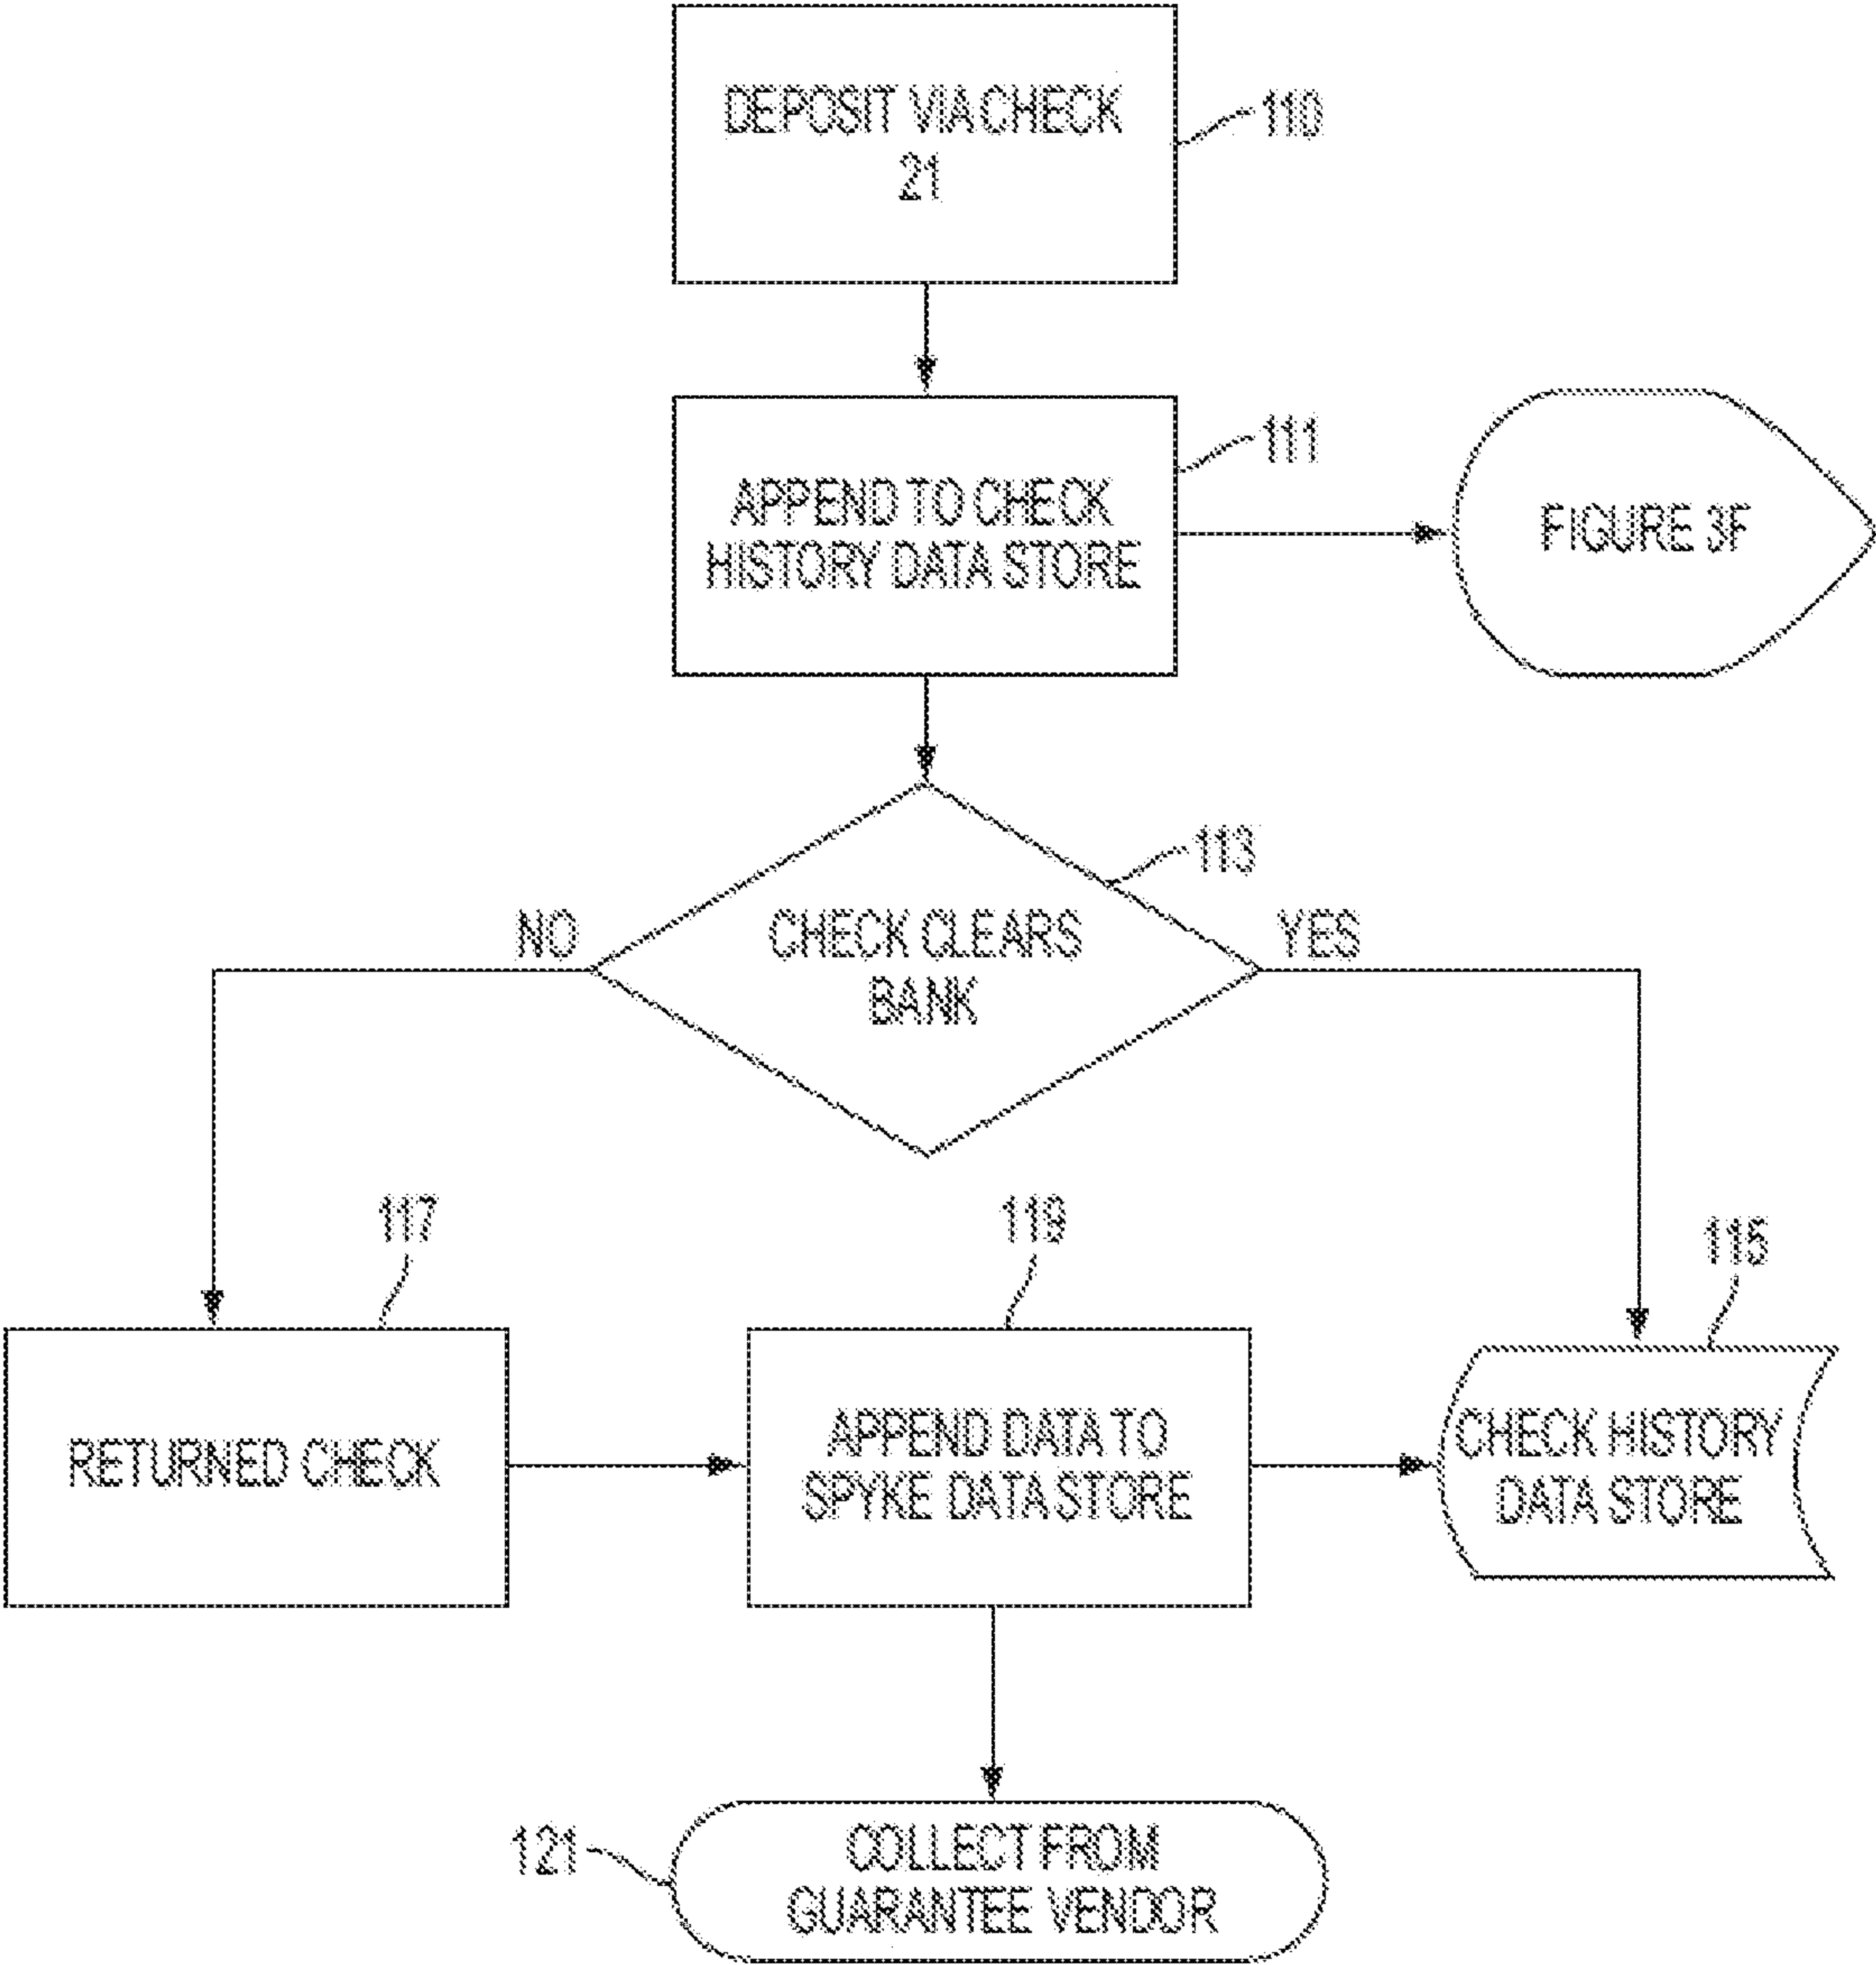 DEPOSIT VIA CHECK
21
110
APPEND TO CHECK
HISTORY DATA STORE
111
FIGURE 3F
CHECK CLEARS
BANK
113
NO
YES
117
RETURNED CHECK
119
APPEND DATA TO
SPYKE DATA STORE
115
CHECK HISTORY
DATA STORE
121
COLLECT FROM
GUARANTEE VENDOR